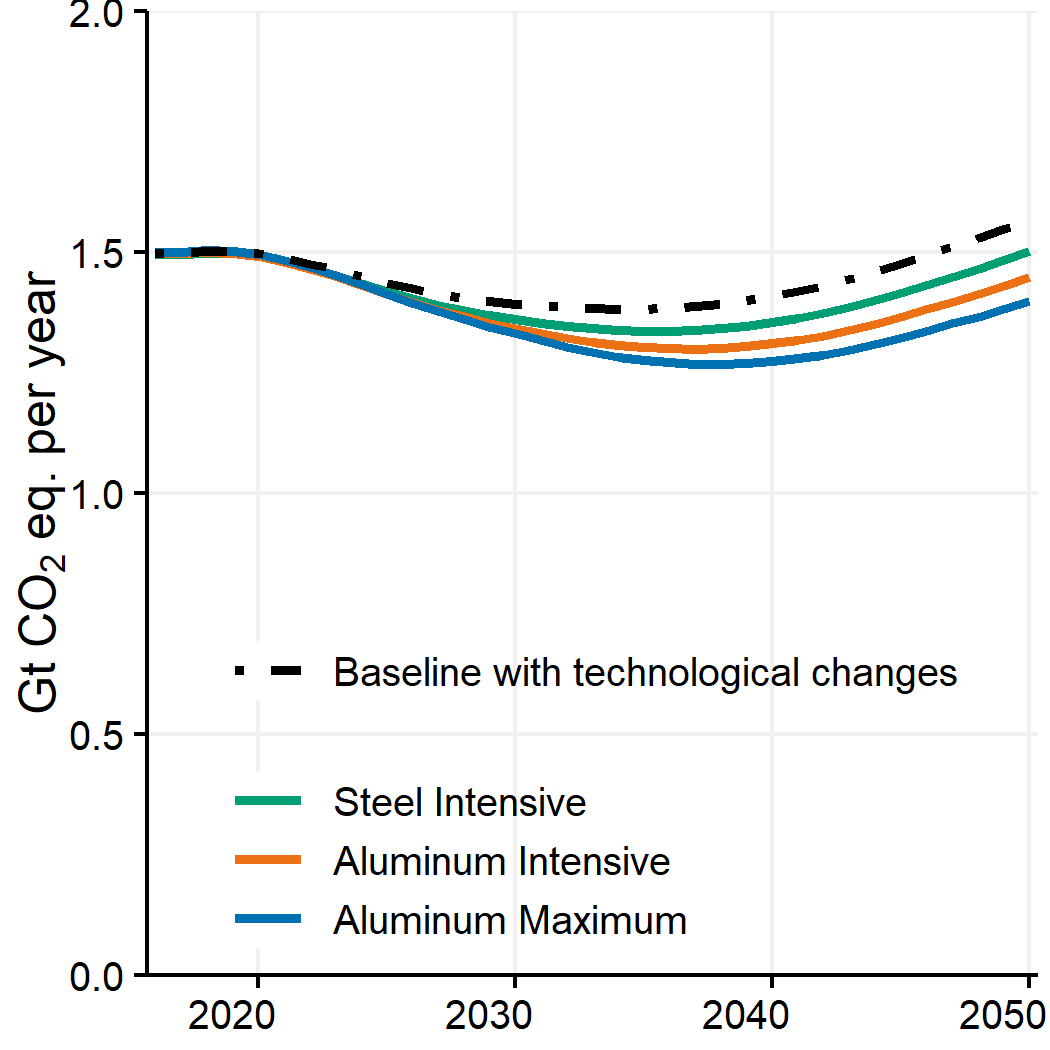 2.0
1.5
1.0
0.5
0.0
Gt CO₂ eq. per year
Baseline with technological changes
Steel Intensive
Aluminum Intensive
Aluminum Maximum
2020 2030 2040 2050